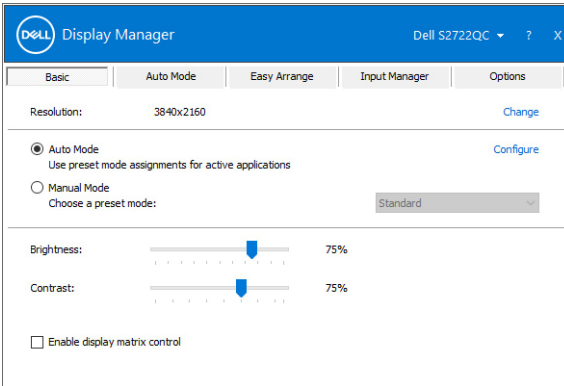 DELL Display Manager Dell S2722QC ? X
Basic Auto Mode Easy Arrange Input Manager Options
Resolution: 3840x2160 Change
Auto Mode Configure
Use preset mode assignments for active applications
Manual Mode
Choose a preset mode: Standard
Brightness: 75%
Contrast: 75%
Enable display matrix control